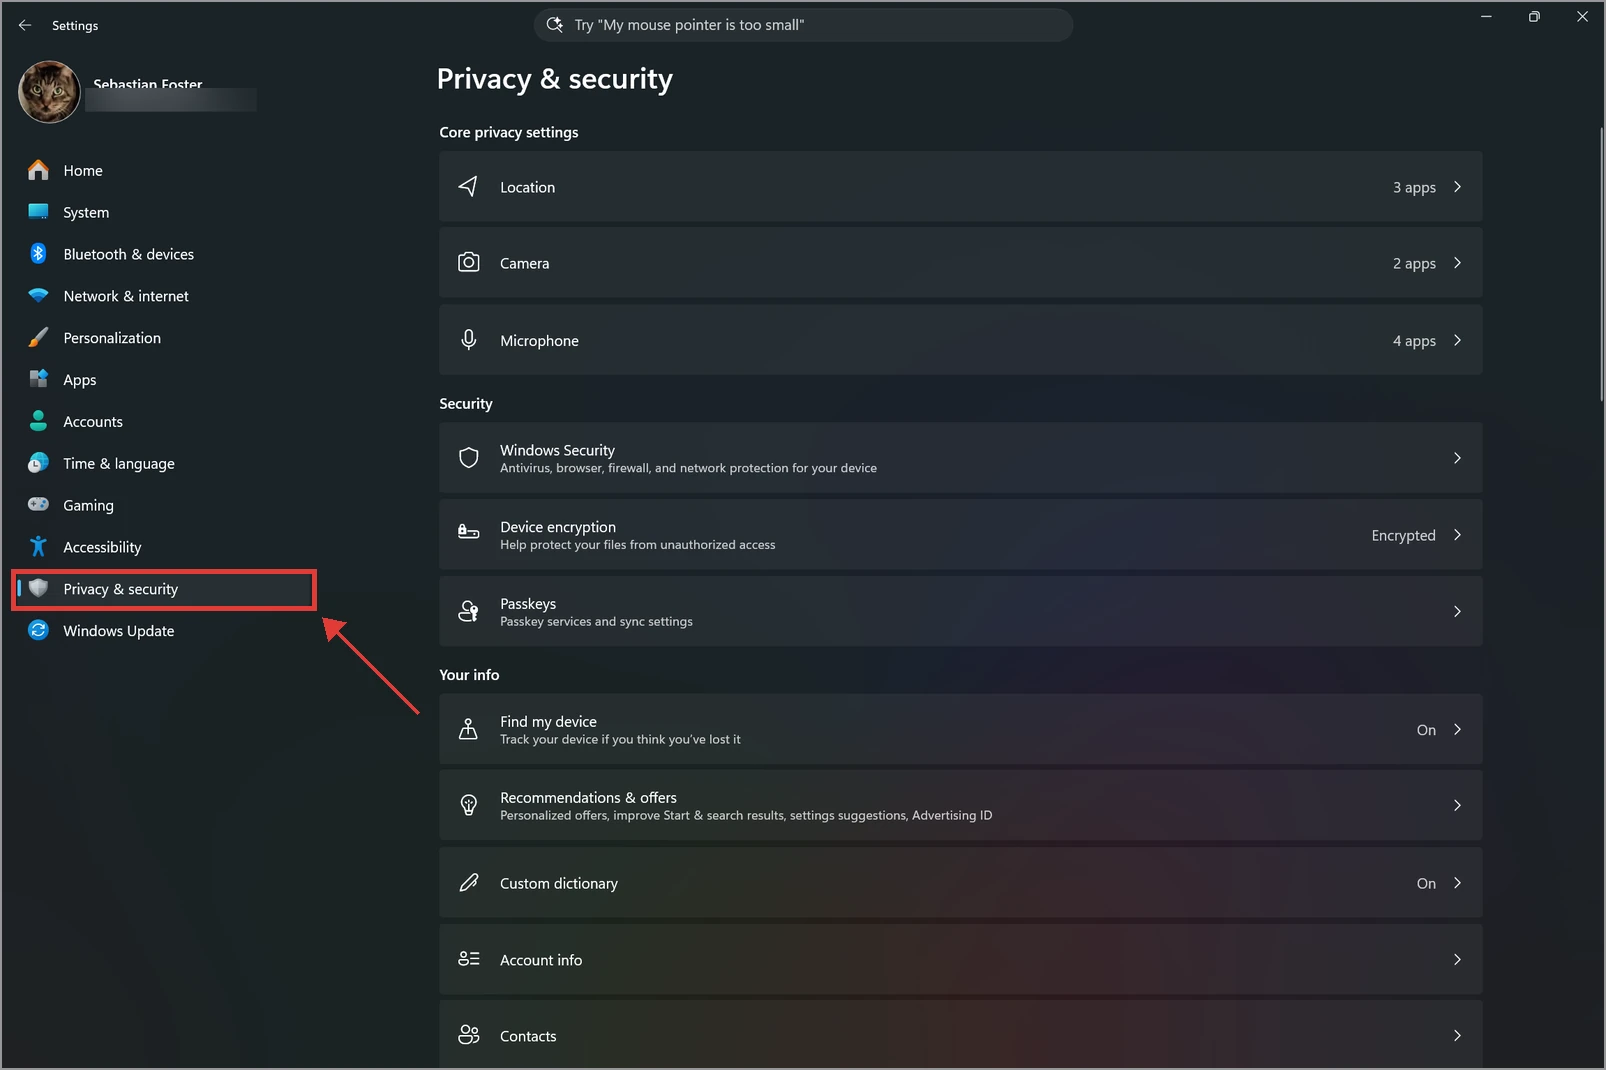 Settings
Try "My mouse pointer is too small"
Sebastian Foster
Home
System
Bluetooth & devices
Network & internet
Personalization
Apps
Accounts
Time & language
Gaming
Accessibility
Privacy & security
Windows Update
Privacy & security
Core privacy settings
Location
3 apps
Camera
2 apps
Microphone
4 apps
Security
Windows Security
Antivirus, browser, firewall, and network protection for your device
Device encryption
Help protect your files from unauthorized access
Encrypted
Passkeys
Passkey services and sync settings
Your info
Find my device
Track your device if you think you've lost it
On
Recommendations & offers
Personalized offers, improve Start & search results, settings suggestions, Advertising ID
Custom dictionary
On
Account info
Contacts